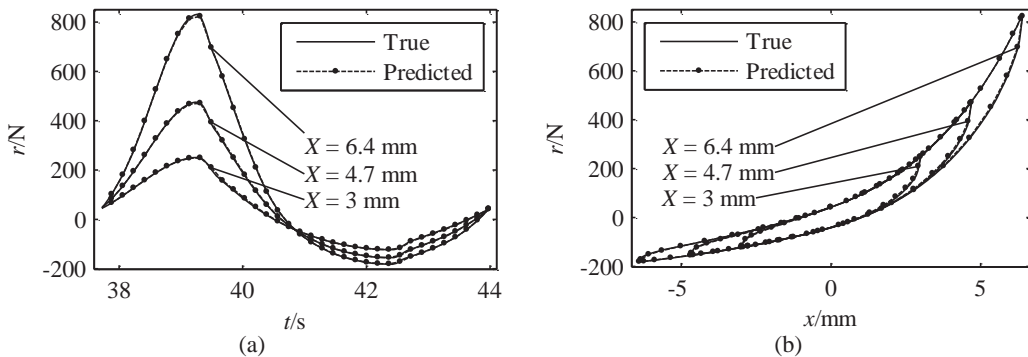 800
600
400
200
0
-200
r/N
True
Predicted
X = 6.4 mm
X = 4.7 mm
X = 3 mm
38
40
42
44
t/s
(a)
800
600
400
200
0
-200
r/N
True
Predicted
X = 6.4 mm
X = 4.7 mm
X = 3 mm
-5
0
5
x/mm
(b)